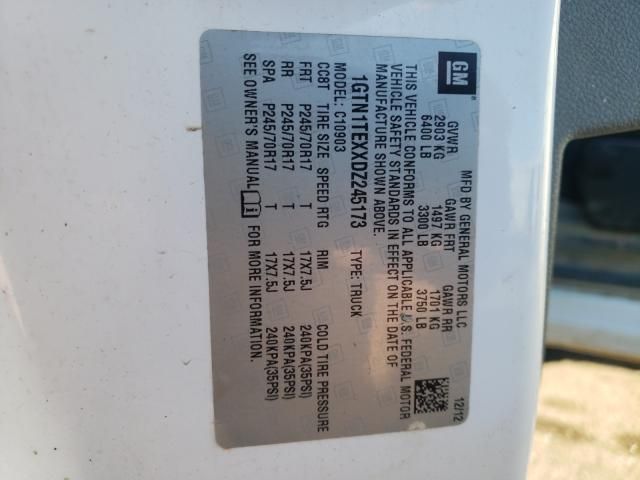 GM
MFD BY GENERAL MOTORS LLC 12/12
GVWR GAWR FRT GAWR RR
2903 KG 1497 KG 1701 KG
6400 LB 3300 LB 3750 LB
THIS VEHICLE CONFORMS TO ALL APPLICABLE U.S. FEDERAL MOTOR
VEHICLE SAFETY STANDARDS IN EFFECT ON THE DATE OF
MANUFACTURE SHOWN ABOVE.
1GTN1TEXXDZ245173 TYPE: TRUCK
MODEL: C10903
CC8T TIRE SIZE SPEED RTG RIM COLD TIRE PRESSURE
FRT P245/70R17 T 17X7.5J 240KPA(35PSI)
RR P245/70R17 T 17X7.5J 240KPA(35PSI)
SPA P245/70R17 T 17X7.5J 240KPA(35PSI)
SEE OWNER'S MANUAL i FOR MORE INFORMATION.